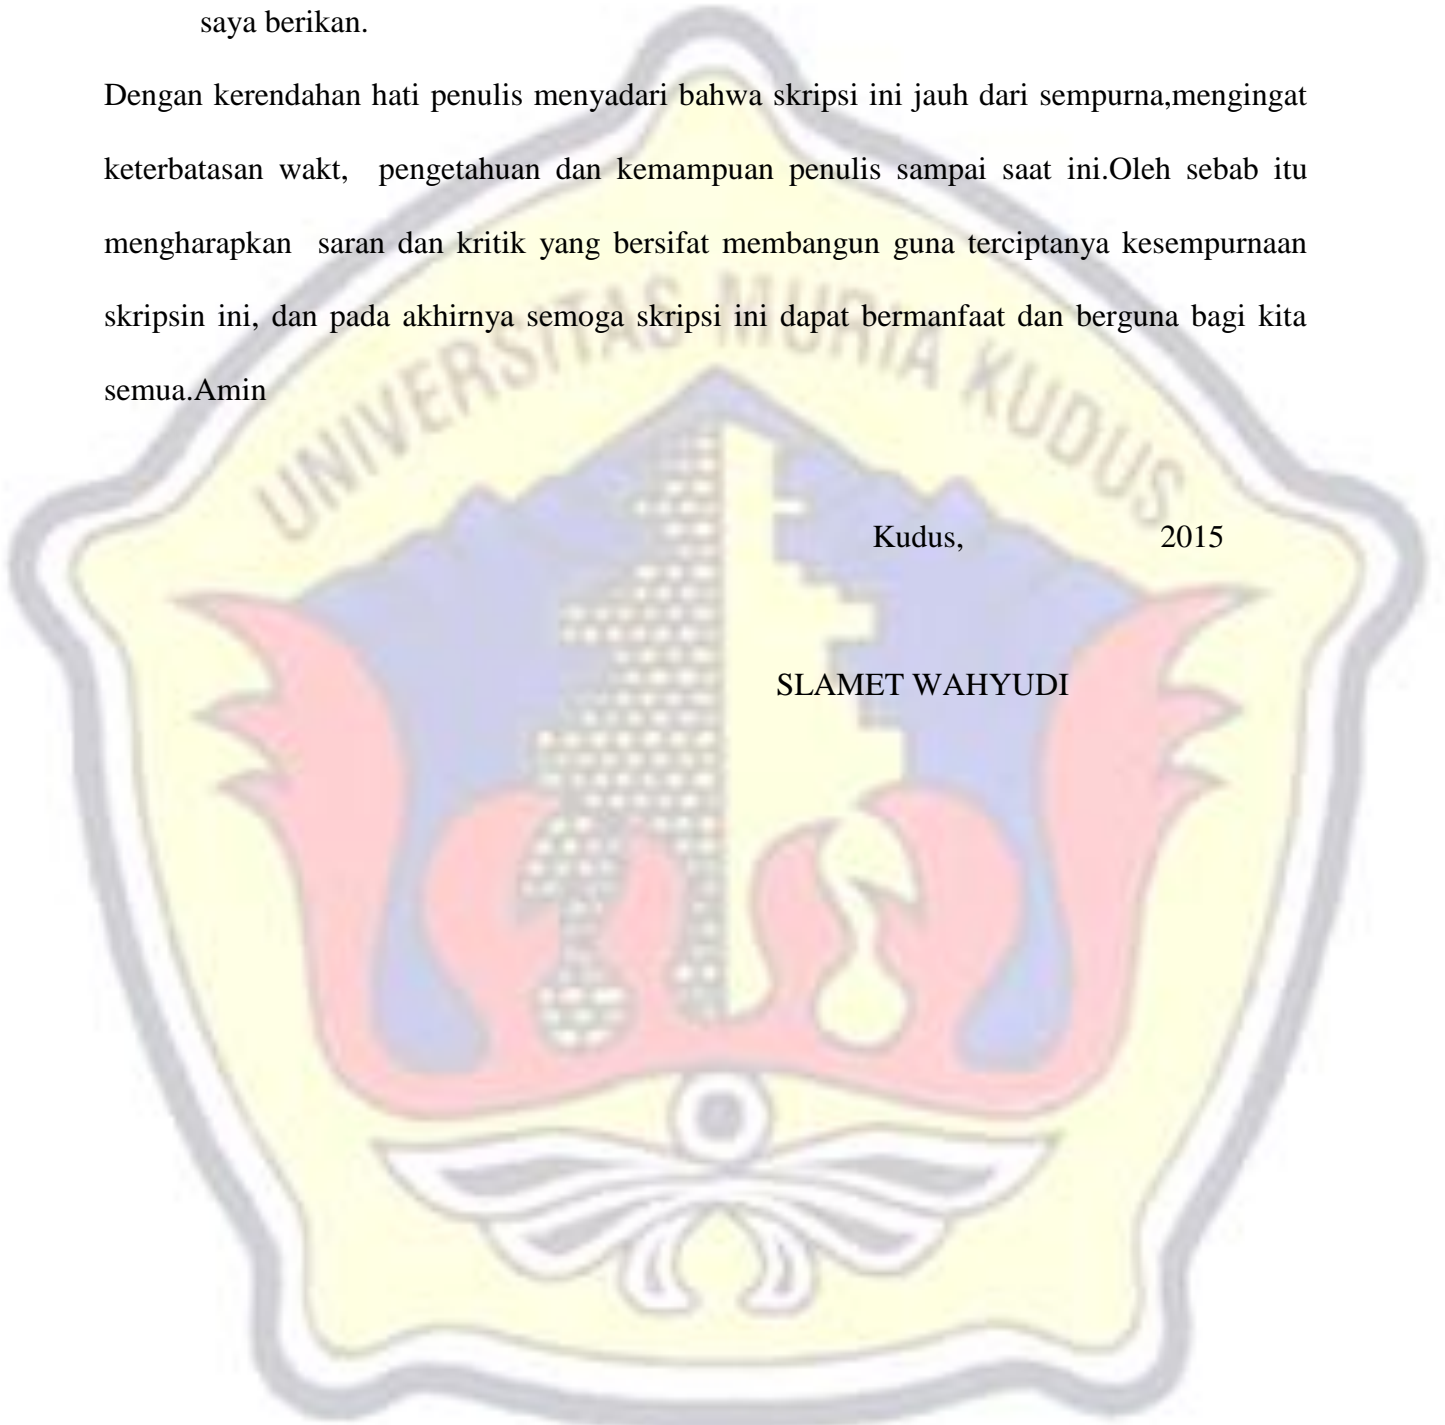 saya berikan.
Dengan kerendahan hati penulis menyadari bahwa skripsi ini jauh dari sempurna,mengingat
keterbatasan wakt, pengetahuan dan kemampuan penulis sampai saat ini.Oleh sebab itu
mengharapkan saran dan kritik yang bersifat membangun guna terciptanya kesempurnaan
skripsin ini, dan pada akhirnya semoga skripsi ini dapat bermanfaat dan berguna bagi kita
semua.Amin
UNIVERSITAS MURIA KUDUS
Kudus, 2015
SLAMET WAHYUDI